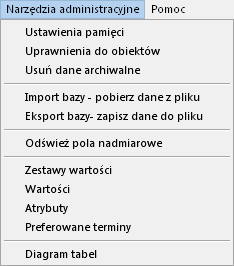 Narzędzia administracyjne Pomoc
Ustawienia pamięci
Uprawnienia do obiektów
Usuń dane archiwalne
Import bazy - pobierz dane z pliku
Eksport bazy- zapisz dane do pliku
Odśwież pola nadmiarowe
Zestawy wartości
Wartości
Atrybuty
Preferowane terminy
Diagram tabel